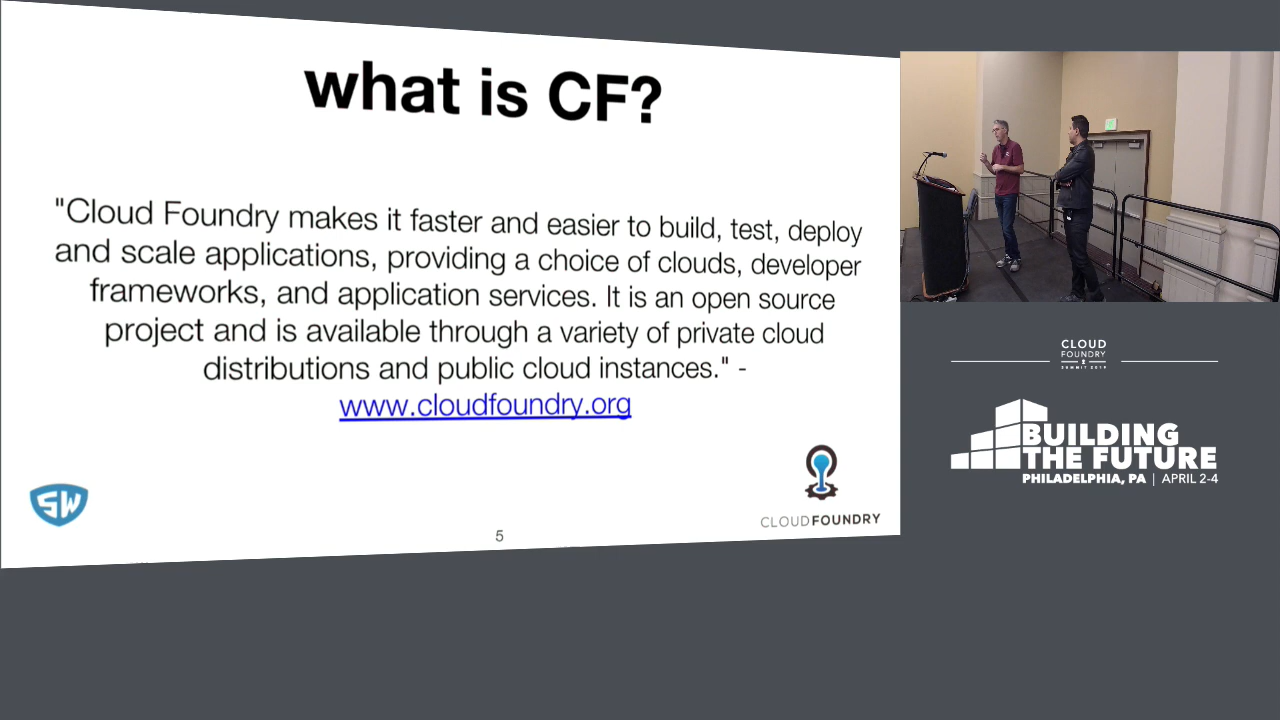 what is CF?
"Cloud Foundry makes it faster and easier to build, test, deploy
and scale applications, providing a choice of clouds, developer
frameworks, and application services. It is an open source
project and is available through a variety of private cloud
distributions and public cloud instances." -
www.cloudfoundry.org
SW
CLOUDFOUNDRY
5
CLOUD
FOUNDRY
SUMMIT 2019
BUILDING
THE FUTURE
PHILADELPHIA, PA | APRIL 2-4